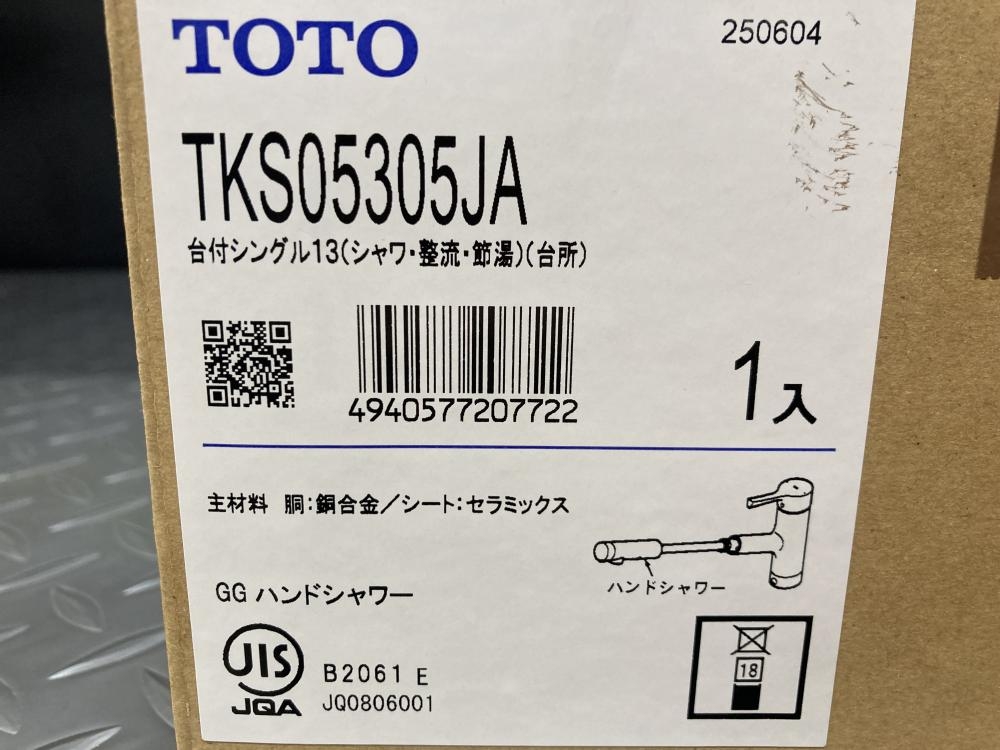 TOTO
250604
TKS05305JA
台付シングル13(シャワ・整流・節湯)(台所)
4940577207722
1入
主材料 胴:銅合金/シート:セラミックス
ハンドシャワー
GG ハンドシャワー
JIS
JQA
B2061 E
JQ0806001
18